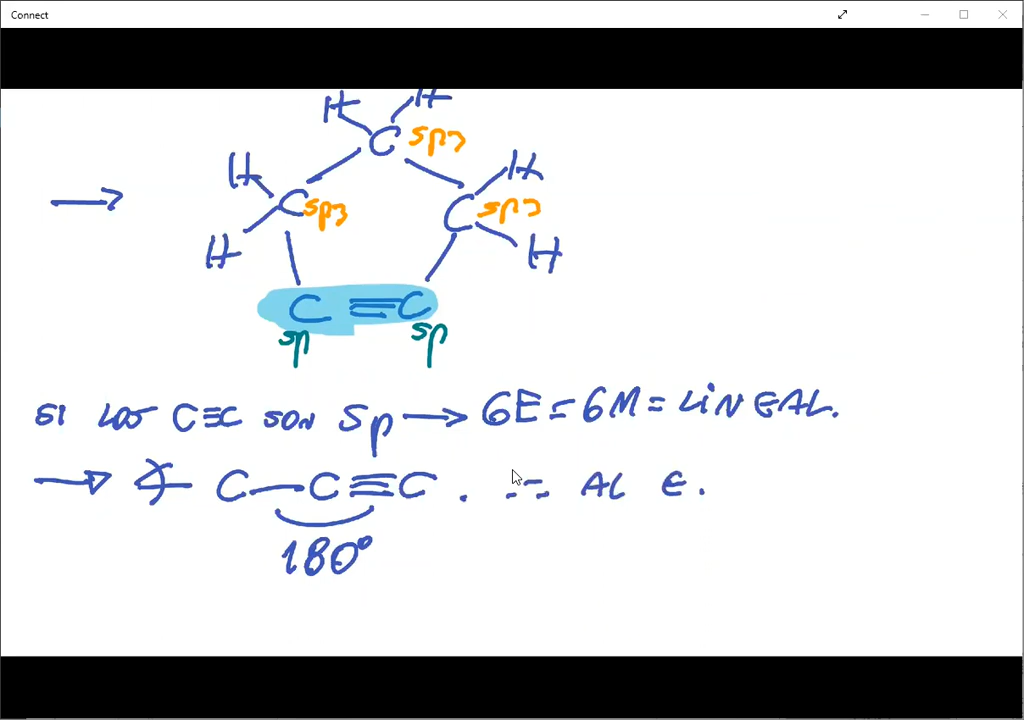 Connect
H H
C sp3
H H
C sp3 C sp3
H H
C ≡ C
sp sp
SI LOS C≡C SON Sp → GE = GM = LINEAL.
→ ∢ C — C ≡ C . ∴ AL E.
180°